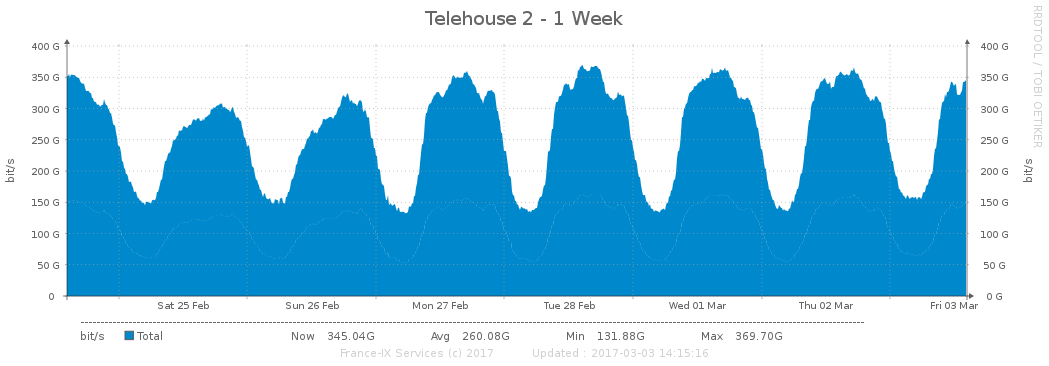 Telehouse 2 - 1 Week
RRDTOOL / TOBI OETIKER
400 G 400 G
350 G 350 G
300 G 300 G
250 G 250 G
200 G 200 G
150 G 150 G
100 G 100 G
50 G 50 G
0 0 G
bit/s
bit/s
Sat 25 Feb Sun 26 Feb Mon 27 Feb Tue 28 Feb Wed 01 Mar Thu 02 Mar Fri 03 Mar
bit/s Total Now 345.04G Avg 260.08G Min 131.88G Max 369.70G
France-IX Services (c) 2017 Updated : 2017-03-03 14:15:16